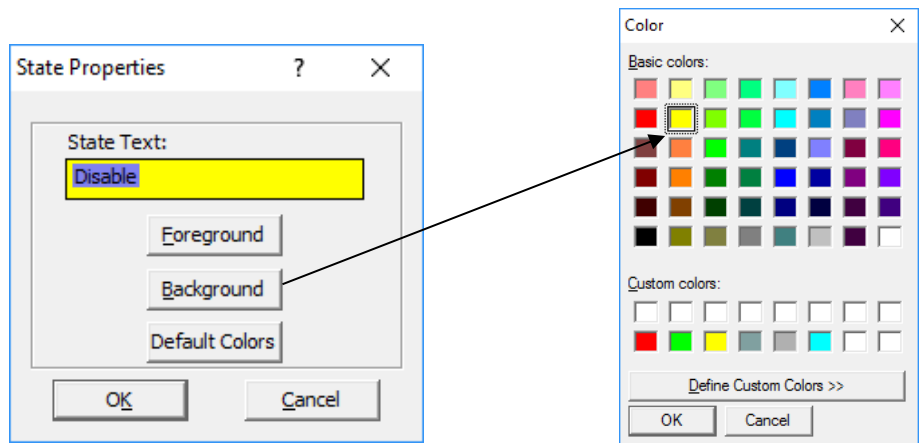 State Properties ?
State Text:
Disable
Foreground
Background
Default Colors
OK Cancel
Color
Basic colors:
Custom colors:
Define Custom Colors >>
OK Cancel